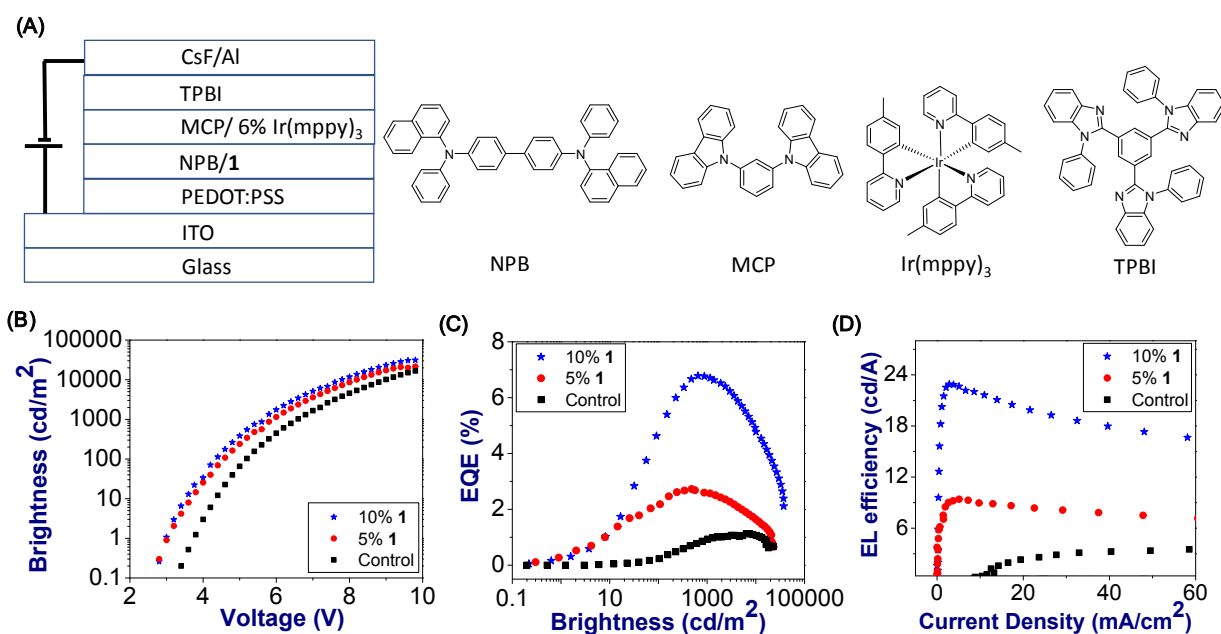 (A)
CsF/Al
TPBI
MCP/ 6% Ir(mppy)₃
NPB/1
PEDOT:PSS
ITO
Glass
N
N
NPB
N
N
MCP
N
N
N
Ir
Ir(mppy)₃
N
N
N
N
N
N
TPBI
(B)
100000
10000
1000
100
10
1
0.1
2
4
6
8
10
Brightness (cd/m²)
Voltage (V)
10% 1
5% 1
Control
(C)
8
6
4
2
0
0.1
10
1000
100000
EQE (%)
Brightness (cd/m²)
10% 1
5% 1
Control
(D)
24
18
12
6
0
20
40
60
EL efficiency (cd/A)
Current Density (mA/cm²)
10% 1
5% 1
Control